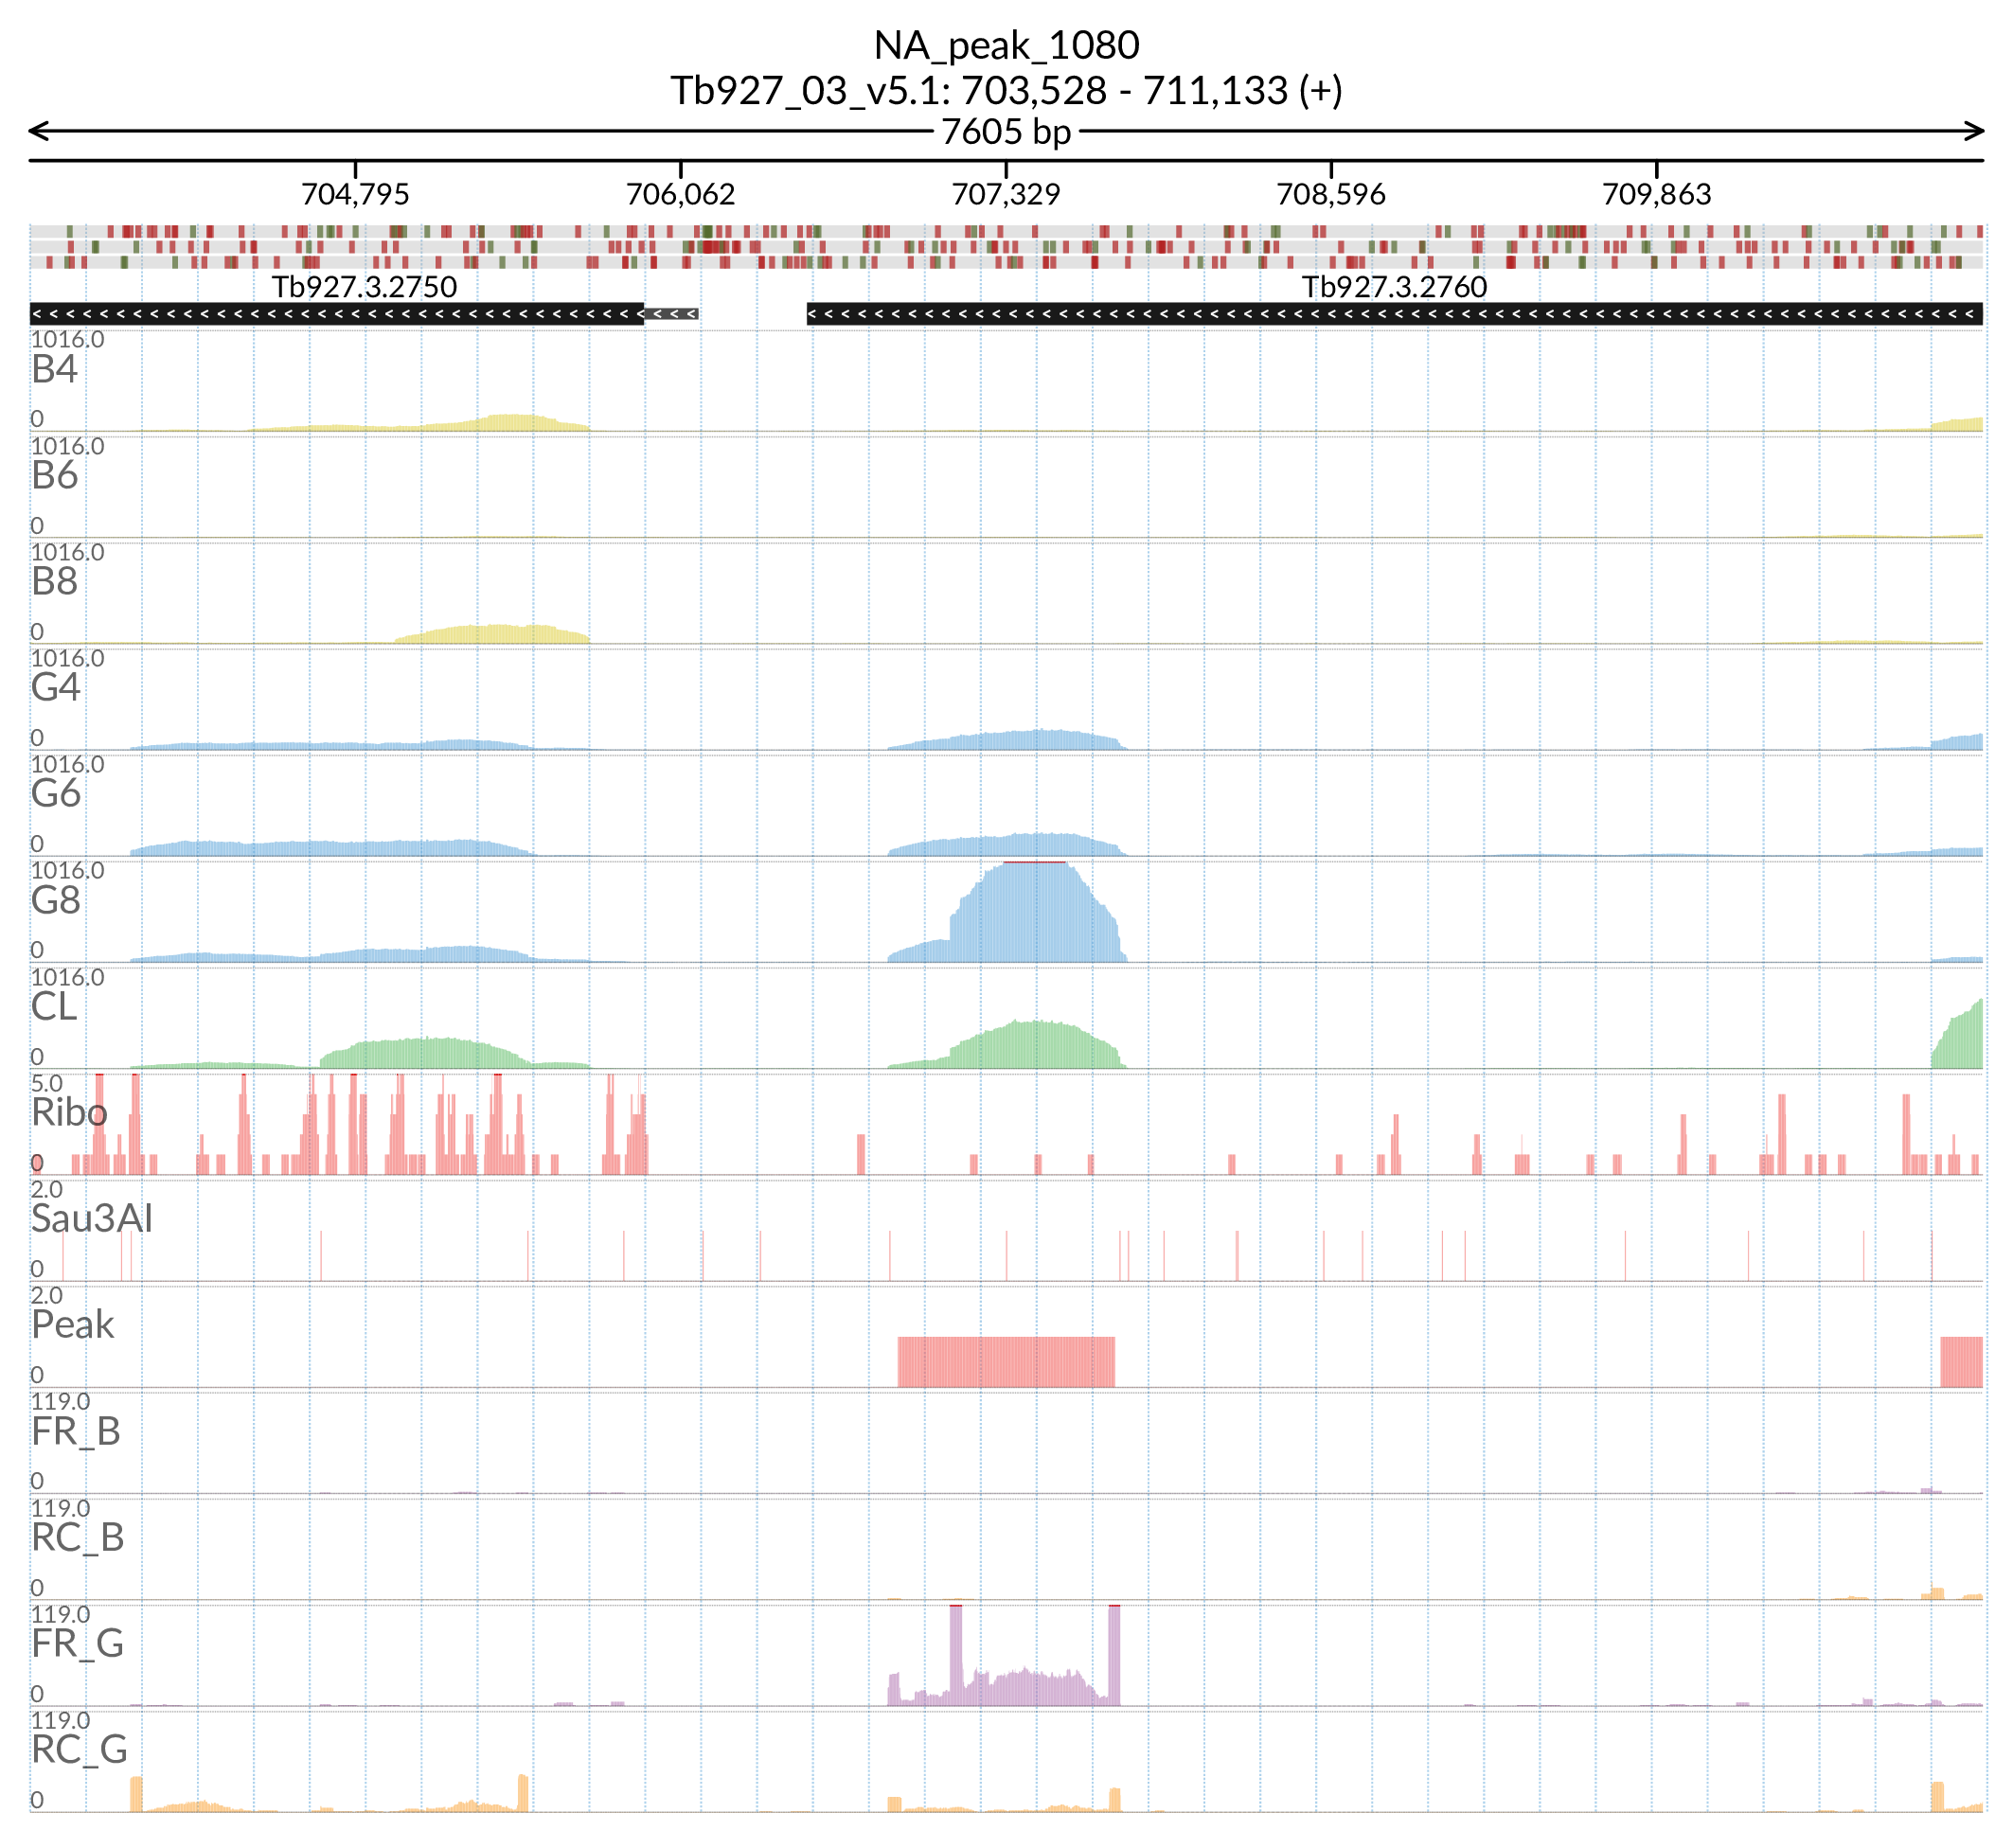 NA_peak_1080
Tb927_03_v5.1: 703,528 - 711,133 (+)
7605 bp
704,795 706,062 707,329 708,596 709,863
Tb927.3.2750 Tb927.3.2760
1016.0
B4
0
1016.0
B6
0
1016.0
B8
0
1016.0
G4
0
1016.0
G6
0
1016.0
G8
0
1016.0
CL
0
5.0
Ribo
0
2.0
Sau3AI
0
2.0
Peak
0
119.0
FR_B
0
119.0
RC_B
0
119.0
FR_G
0
119.0
RC_G
0